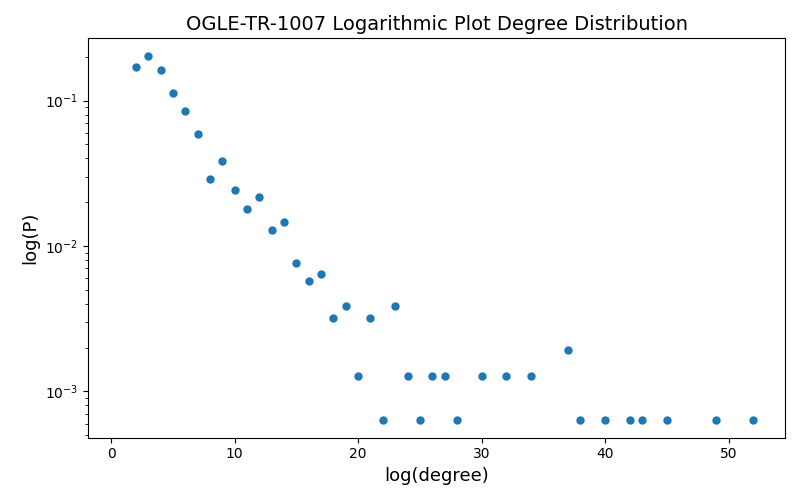 OGLE-TR-1007 Logarithmic Plot Degree Distribution
log(P)
10⁻¹
10⁻²
10⁻³
0 10 20 30 40 50
log(degree)